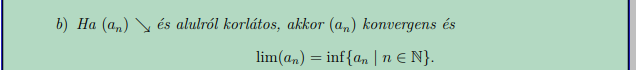 b) Ha (aₙ) ↘ és alulról korlátos, akkor (aₙ) konvergens és
lim(aₙ) = inf{aₙ | n ∈ ℕ}.